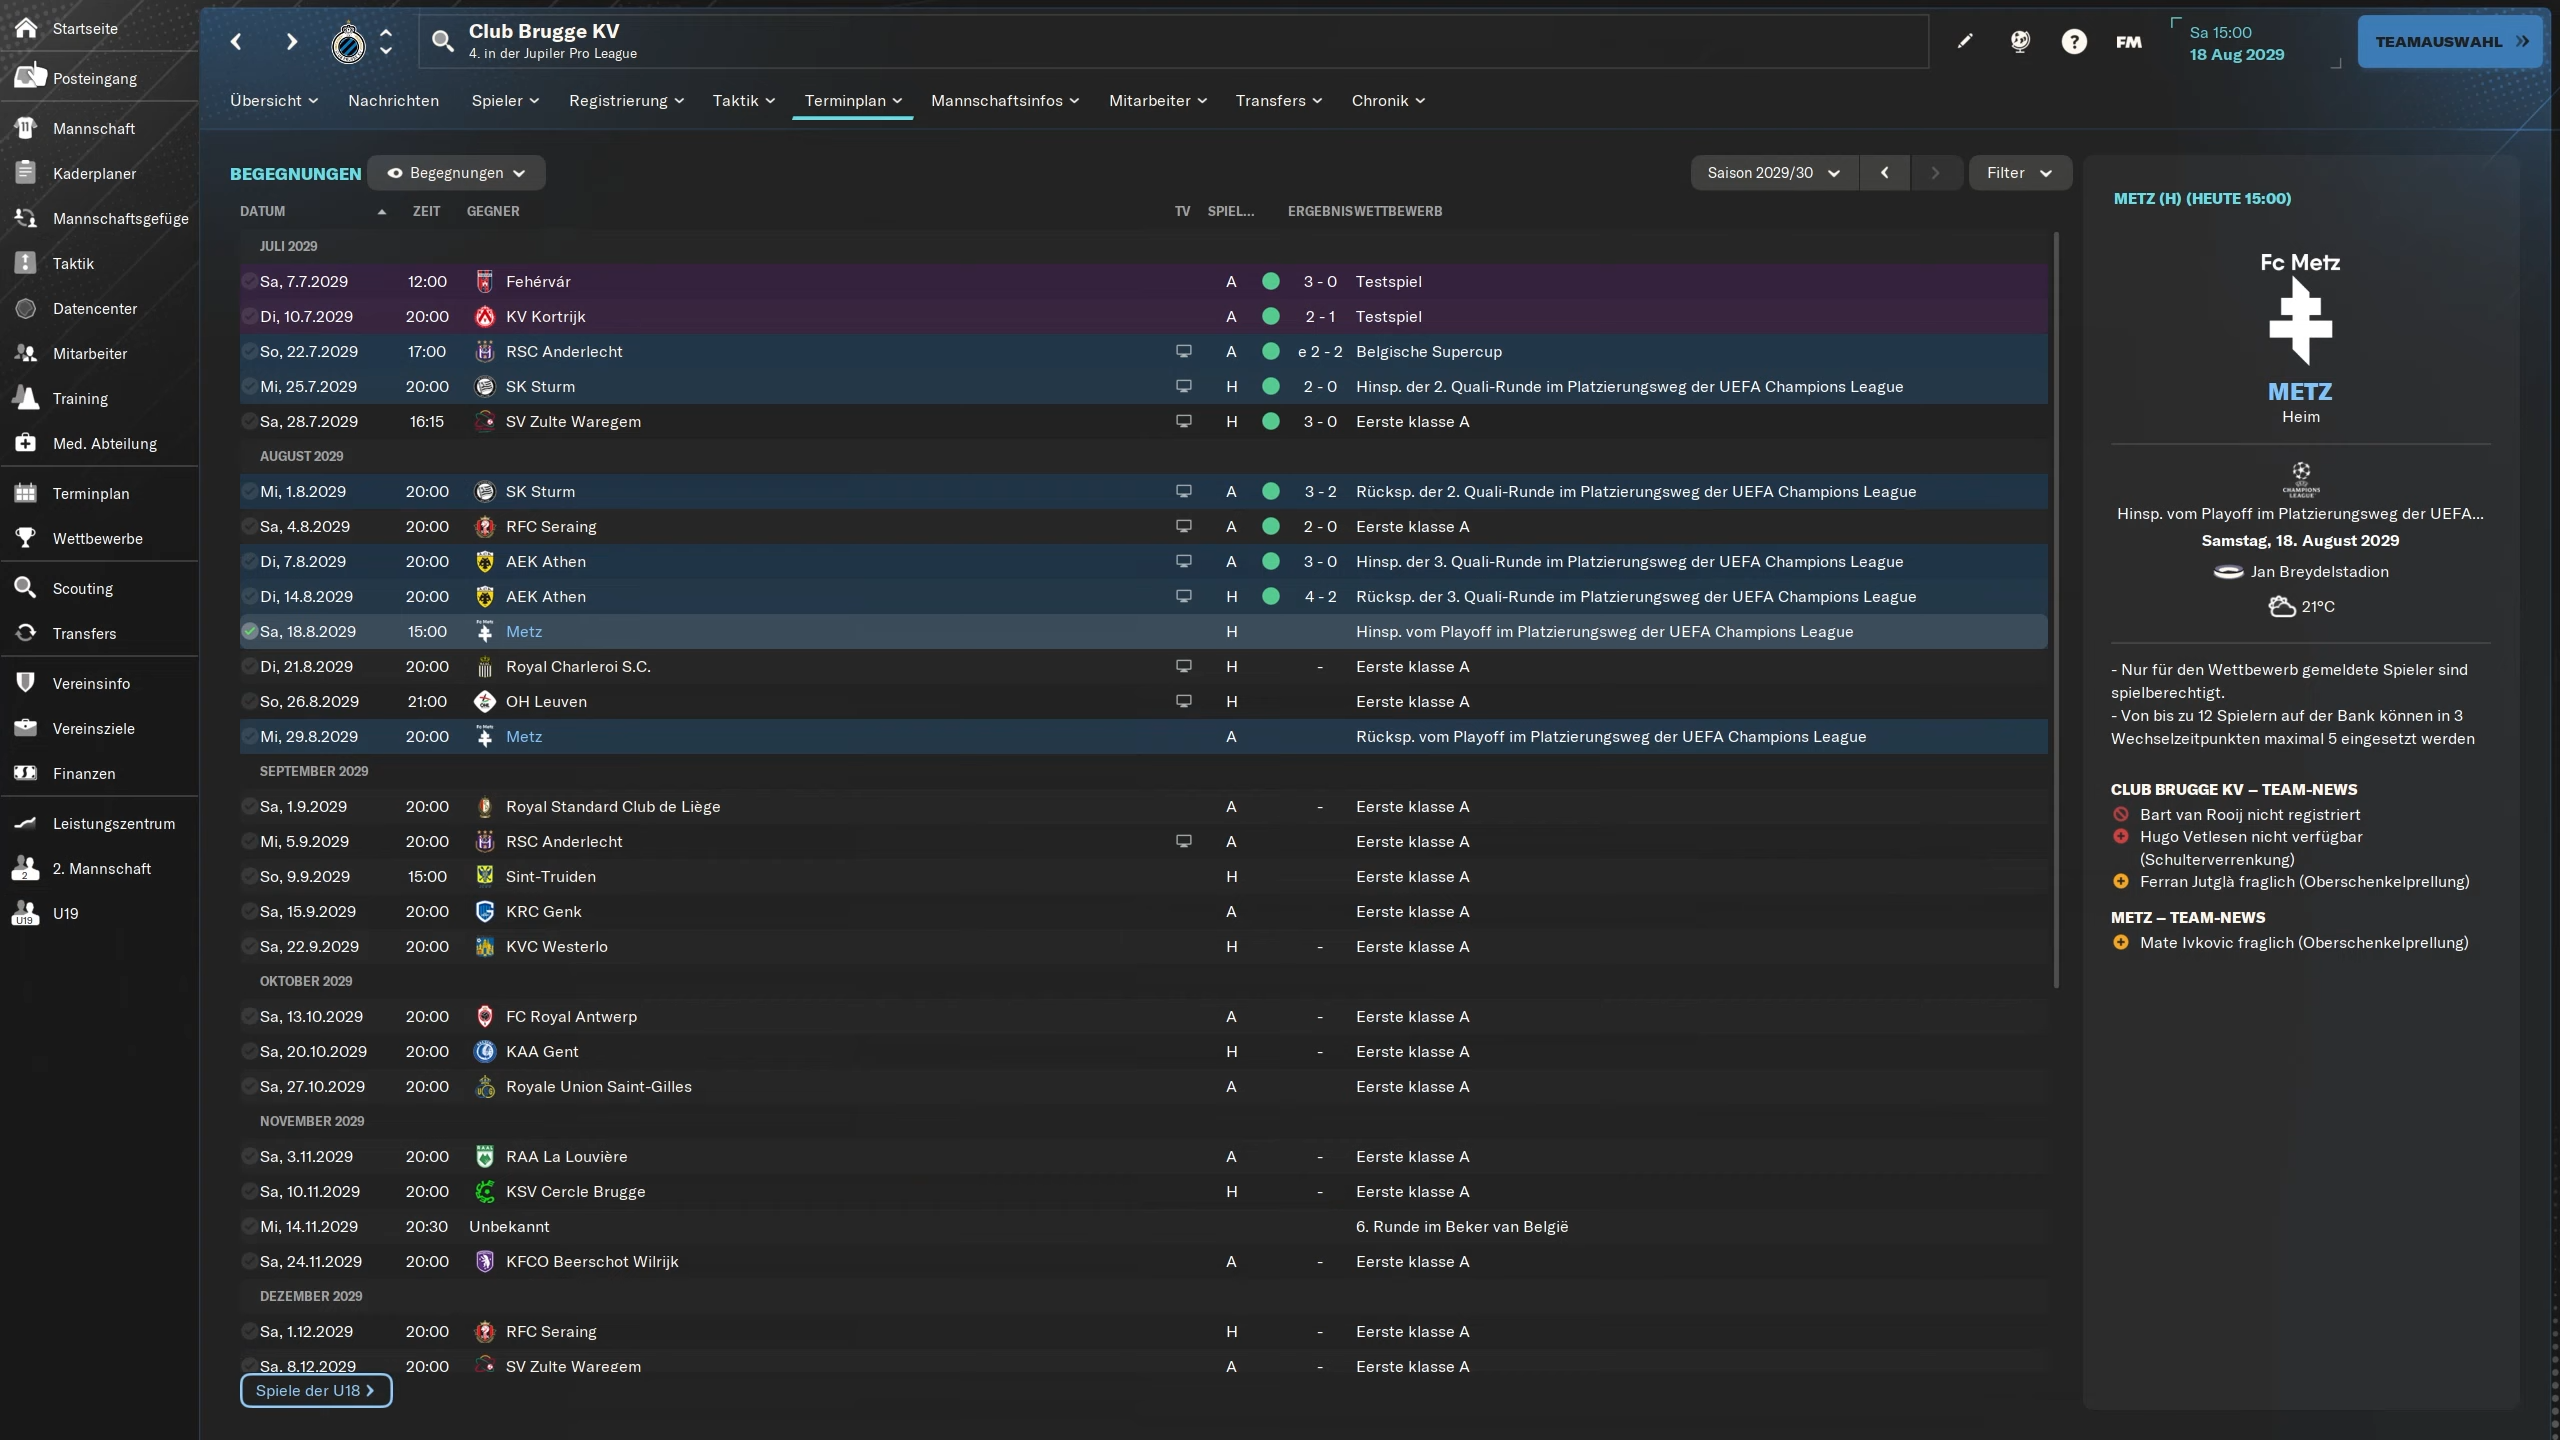 Startseite
Posteingang
Mannschaft
Kaderplaner
Mannschaftsgefüge
Taktik
Datencenter
Mitarbeiter
Training
Med. Abteilung
Terminplan
Wettbewerbe
Scouting
Transfers
Vereinsinfo
Vereinsziele
Finanzen
Leistungszentrum
2. Mannschaft
U19
Club Brugge KV
4. in der Jupiler Pro League
FM
Sa 15:00
18 Aug 2029
TEAMAUSWAHL
Übersicht Nachrichten Spieler Registrierung Taktik Terminplan Mannschaftsinfos Mitarbeiter Transfers Chronik
BEGEGNUNGEN Begegnungen Saison 2029/30 Filter
DATUM ZEIT GEGNER TV SPIEL... ERGEBNIS WETTBEWERB
JULI 2029
Sa, 7.7.2029 12:00 Fehérvár A 3 - 0 Testspiel
Di, 10.7.2029 20:00 KV Kortrijk A 2 - 1 Testspiel
So, 22.7.2029 17:00 RSC Anderlecht A e 2 - 2 Belgische Supercup
Mi, 25.7.2029 20:00 SK Sturm H 2 - 0 Hinsp. der 2. Quali-Runde im Platzierungsweg der UEFA Champions League
Sa, 28.7.2029 16:15 SV Zulte Waregem H 3 - 0 Eerste klasse A
AUGUST 2029
Mi, 1.8.2029 20:00 SK Sturm A 3 - 2 Rücksp. der 2. Quali-Runde im Platzierungsweg der UEFA Champions League
Sa, 4.8.2029 20:00 RFC Seraing A 2 - 0 Eerste klasse A
Di, 7.8.2029 20:00 AEK Athen A 3 - 0 Hinsp. der 3. Quali-Runde im Platzierungsweg der UEFA Champions League
Di, 14.8.2029 20:00 AEK Athen H 4 - 2 Rücksp. der 3. Quali-Runde im Platzierungsweg der UEFA Champions League
Sa, 18.8.2029 15:00 Metz H Hinsp. vom Playoff im Platzierungsweg der UEFA Champions League
Di, 21.8.2029 20:00 Royal Charleroi S.C. H - Eerste klasse A
So, 26.8.2029 21:00 OH Leuven H Eerste klasse A
Mi, 29.8.2029 20:00 Metz A Rücksp. vom Playoff im Platzierungsweg der UEFA Champions League
SEPTEMBER 2029
Sa, 1.9.2029 20:00 Royal Standard Club de Liège A - Eerste klasse A
Mi, 5.9.2029 20:00 RSC Anderlecht A Eerste klasse A
So, 9.9.2029 15:00 Sint-Truiden H Eerste klasse A
Sa, 15.9.2029 20:00 KRC Genk A Eerste klasse A
Sa, 22.9.2029 20:00 KVC Westerlo H - Eerste klasse A
OKTOBER 2029
Sa, 13.10.2029 20:00 FC Royal Antwerp A - Eerste klasse A
Sa, 20.10.2029 20:00 KAA Gent H - Eerste klasse A
Sa, 27.10.2029 20:00 Royale Union Saint-Gilles A Eerste klasse A
NOVEMBER 2029
Sa, 3.11.2029 20:00 RAA La Louvière A - Eerste klasse A
Sa, 10.11.2029 20:00 KSV Cercle Brugge H - Eerste klasse A
Mi, 14.11.2029 20:30 Unbekannt 6. Runde im Beker van België
Sa, 24.11.2029 20:00 KFCO Beerschot Wilrijk A - Eerste klasse A
DEZEMBER 2029
Sa, 1.12.2029 20:00 RFC Seraing H - Eerste klasse A
Sa, 8.12.2029 20:00 SV Zulte Waregem A - Eerste klasse A
Spiele der U18
METZ (H) (HEUTE 15:00)
Fc Metz
METZ
Heim
CHAMPIONS LEAGUE
Hinsp. vom Playoff im Platzierungsweg der UEFA...
Samstag, 18. August 2029
Jan Breydelstadion
21°C
- Nur für den Wettbewerb gemeldete Spieler sind
spielberechtigt.
- Von bis zu 12 Spielern auf der Bank können in 3
Wechselzeitpunkten maximal 5 eingesetzt werden
CLUB BRUGGE KV – TEAM-NEWS
Bart van Rooij nicht registriert
Hugo Vetlesen nicht verfügbar
(Schulterverrenkung)
Ferran Jutglà fraglich (Oberschenkelprellung)
METZ – TEAM-NEWS
Mate Ivkovic fraglich (Oberschenkelprellung)